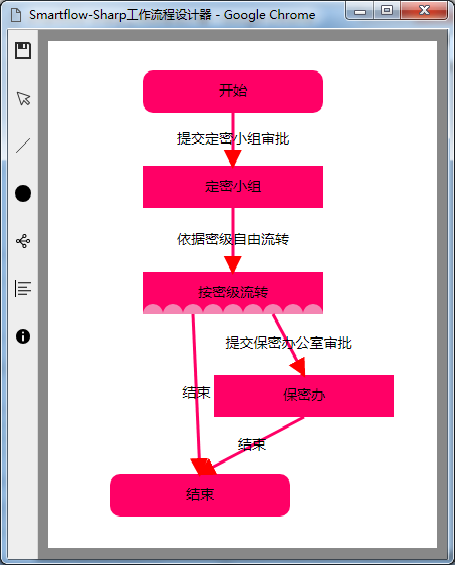 Smartflow-Sharp工作流程设计器 - Google Chrome
开始
提交定密小组审批
定密小组
依据密级自由流转
按密级流转
提交保密办公室审批
结束
保密办
结束
结束